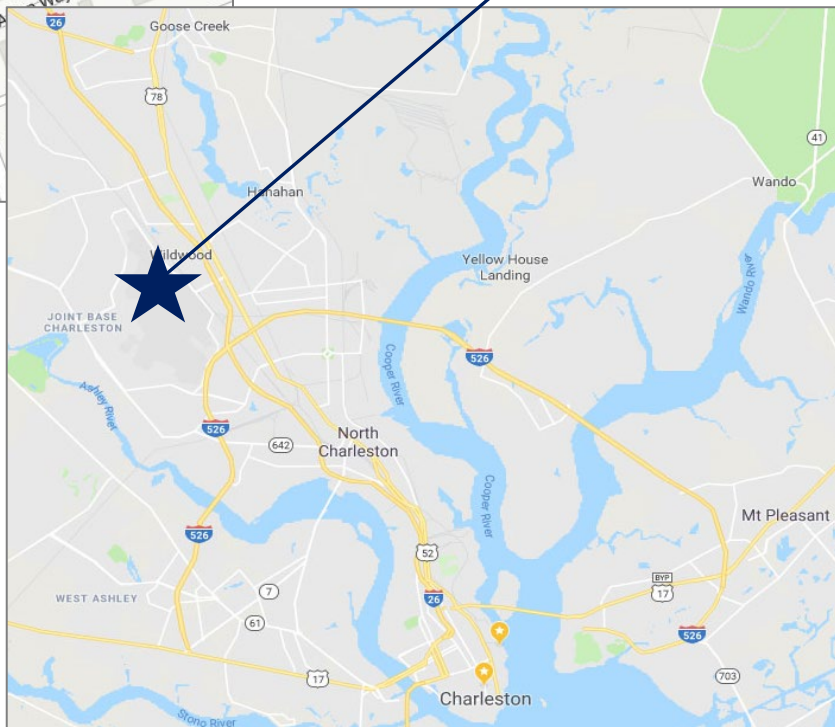 26
Goose Creek
78
41
Wando
Hanahan
Wildwood
Yellow House
Landing
Wando River
JOINT BASE
CHARLESTON
526
Cooper River
Ashley River
526
642
North
Charleston
Cooper River
526
Mt Pleasant
52
BYP
17
7
26
WEST ASHLEY
61
526
17
703
Charleston
Stono River